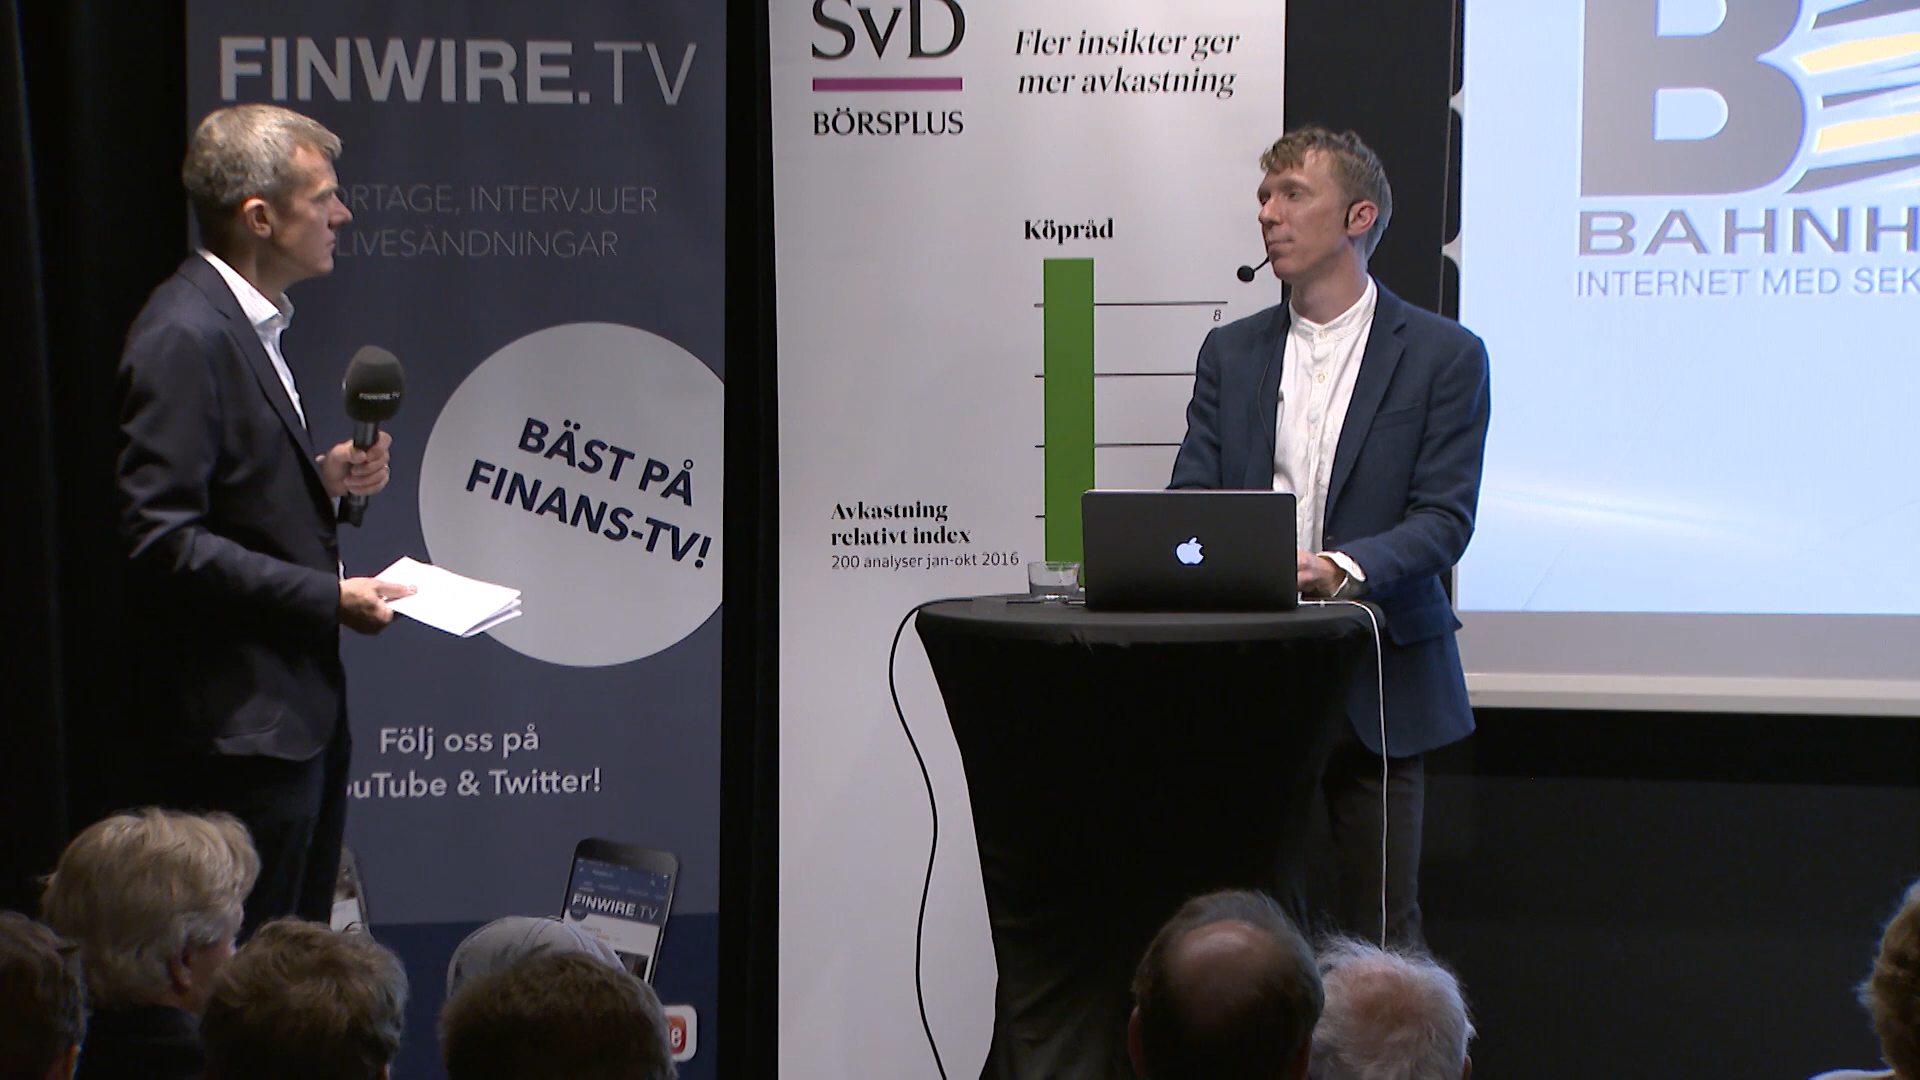 FINWIRE.TV
RTAGE, INTERVJUER
LIVESÄNDNINGAR
FINWIRE.TV
BÄST PÅ
FINANS-TV!
Följ oss på
uTube & Twitter!
FINWIRE.TV
SvD
BÖRSPLUS
Fler insikter ger
mer avkastning
Köpråd
8
Avkastning
relativt index
200 analyser jan-okt 2016
B
BAHNH
INTERNET MED SEK